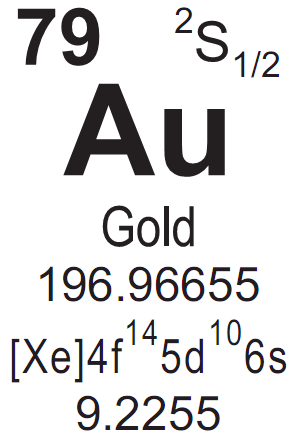 79 ²S₁/₂
Au
Gold
196.96655
[Xe]4f¹⁴5d¹⁰6s
9.2255